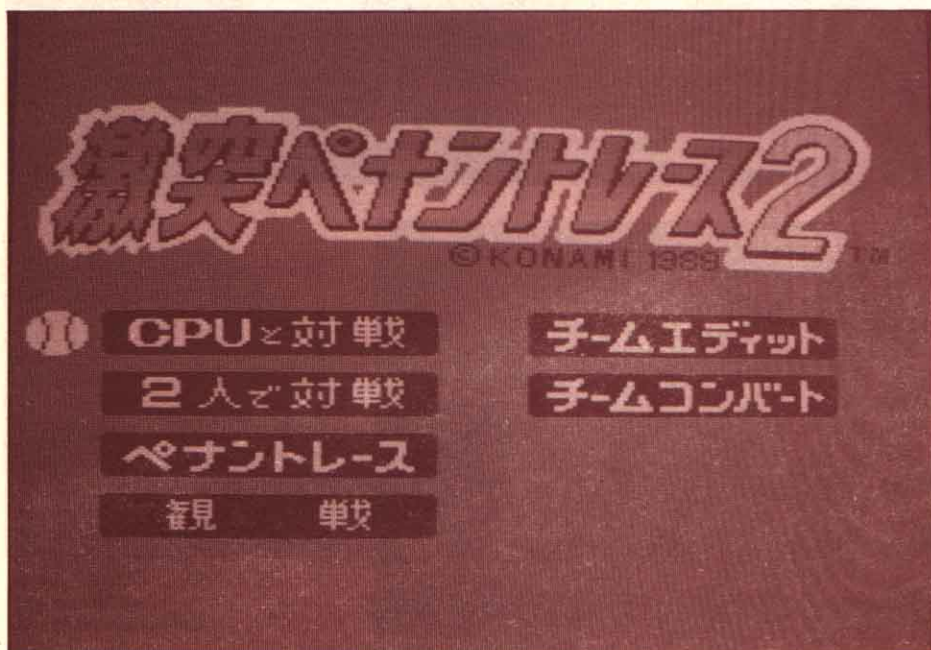 激突ペナントレース2
©KONAMI 1989 TM
CPUと対戦
2人で対戦
ペナントレース
観 戦
チームエディット
チームコンバート